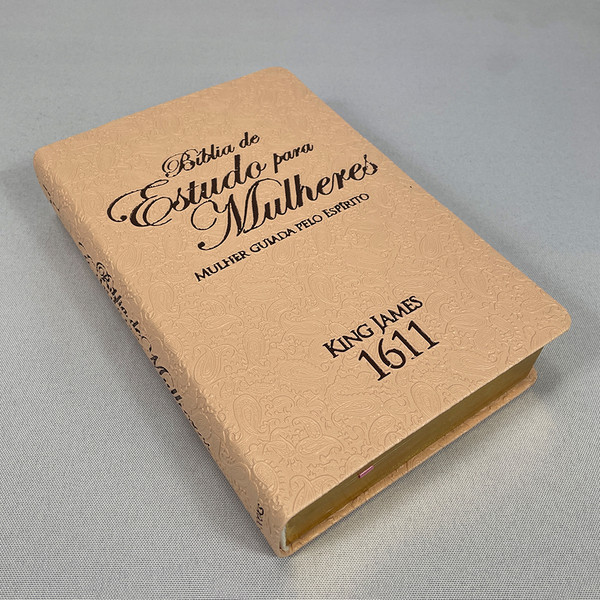 Bíblia de
Estudo para
Mulheres
MULHER GUIADA PELO ESPÍRITO
KING JAMES
1611